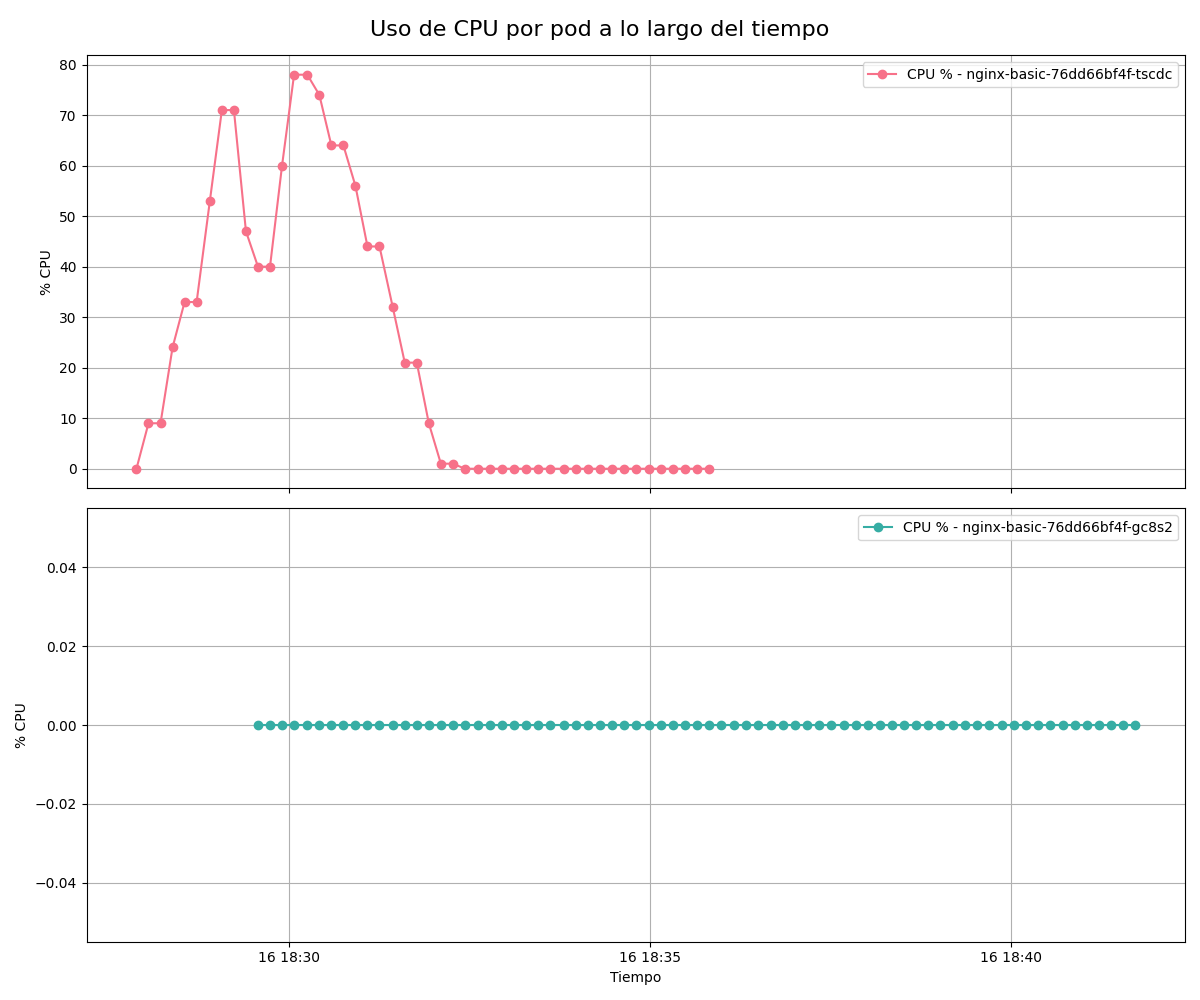 Uso de CPU por pod a lo largo del tiempo
CPU % - nginx-basic-76dd66bf4f-tscdc
80
70
60
50
40
30
20
10
0
% CPU
CPU % - nginx-basic-76dd66bf4f-gc8s2
0.04
0.02
0.00
−0.02
−0.04
% CPU
16 18:30
16 18:35
16 18:40
Tiempo